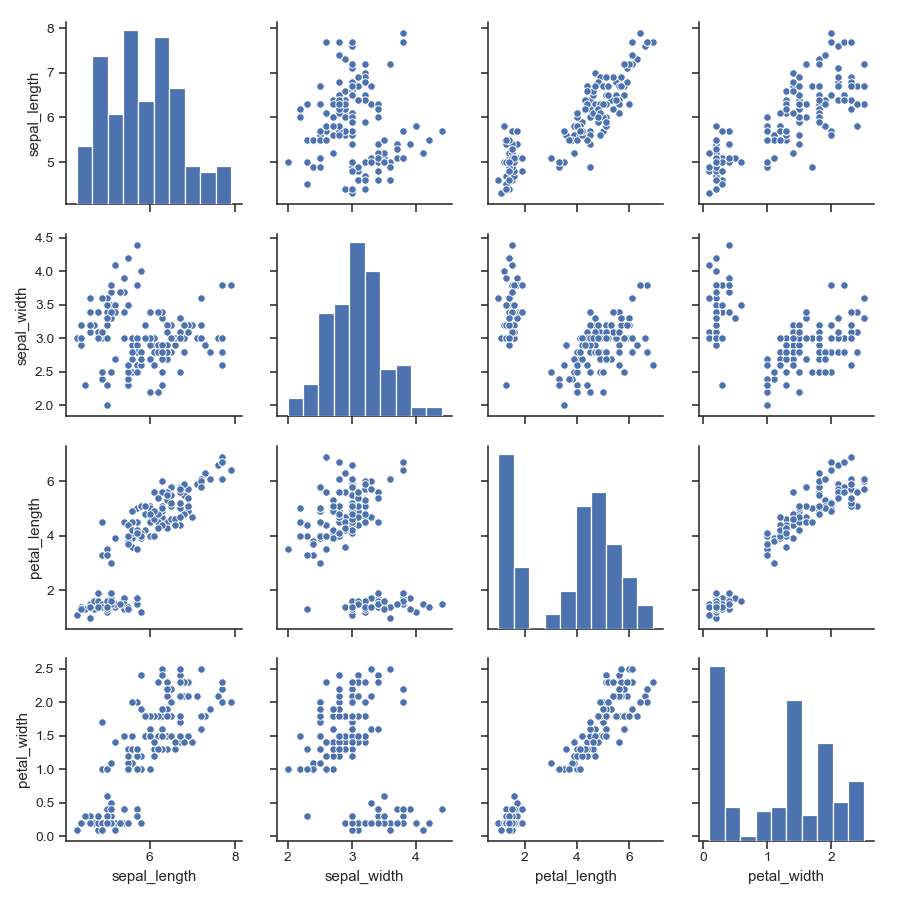 8
7
6
5
sepal_length
4.5
4.0
3.5
3.0
2.5
2.0
sepal_width
6
4
2
petal_length
2.5
2.0
1.5
1.0
0.5
0.0
petal_width
6 8
2 3 4
2 4 6
0 1 2
sepal_length sepal_width petal_length petal_width